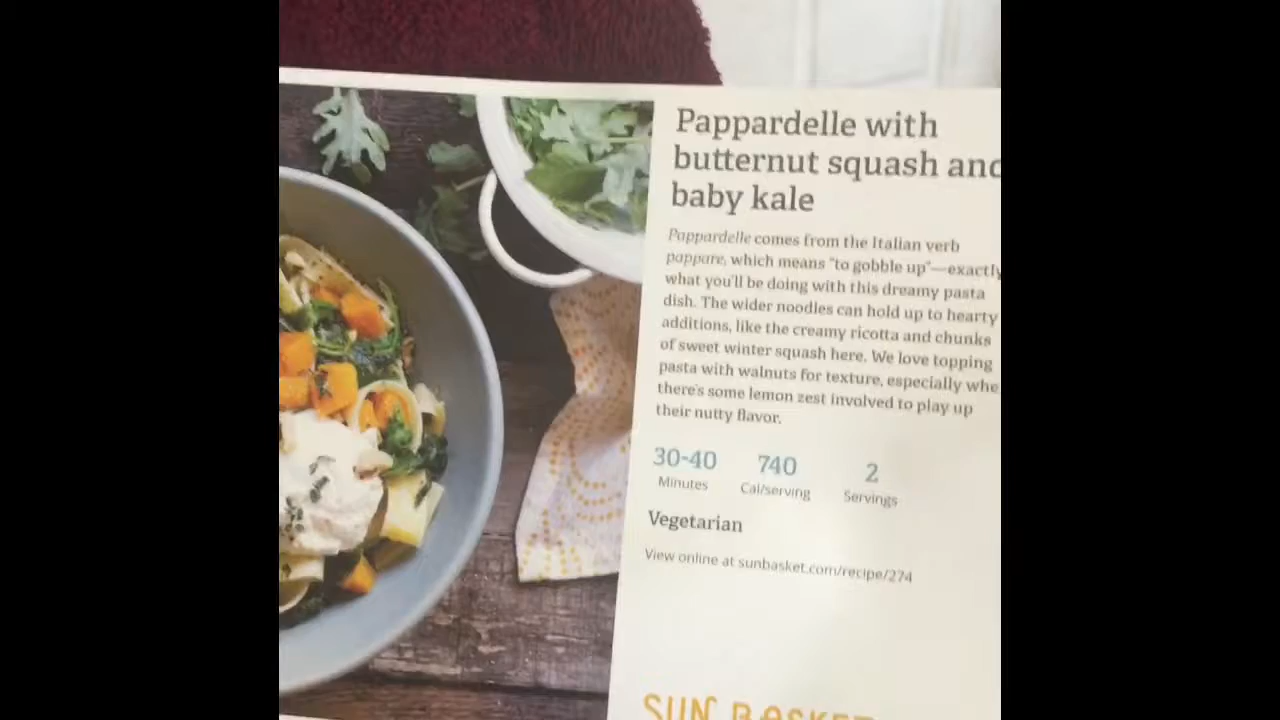 Pappardelle with
butternut squash and
baby kale
Pappardelle comes from the Italian verb
pappare, which means "to gobble up"—exactly
what you'll be doing with this dreamy pasta
dish. The wider noodles can hold up to hearty
additions, like the creamy ricotta and chunks
of sweet winter squash here. We love topping
pasta with walnuts for texture, especially whe
there's some lemon zest involved to play up
their nutty flavor.
30-40 740 2
Minutes Cal/serving Servings
Vegetarian
View online at sunbasket.com/recipe/274
SUN BASKET